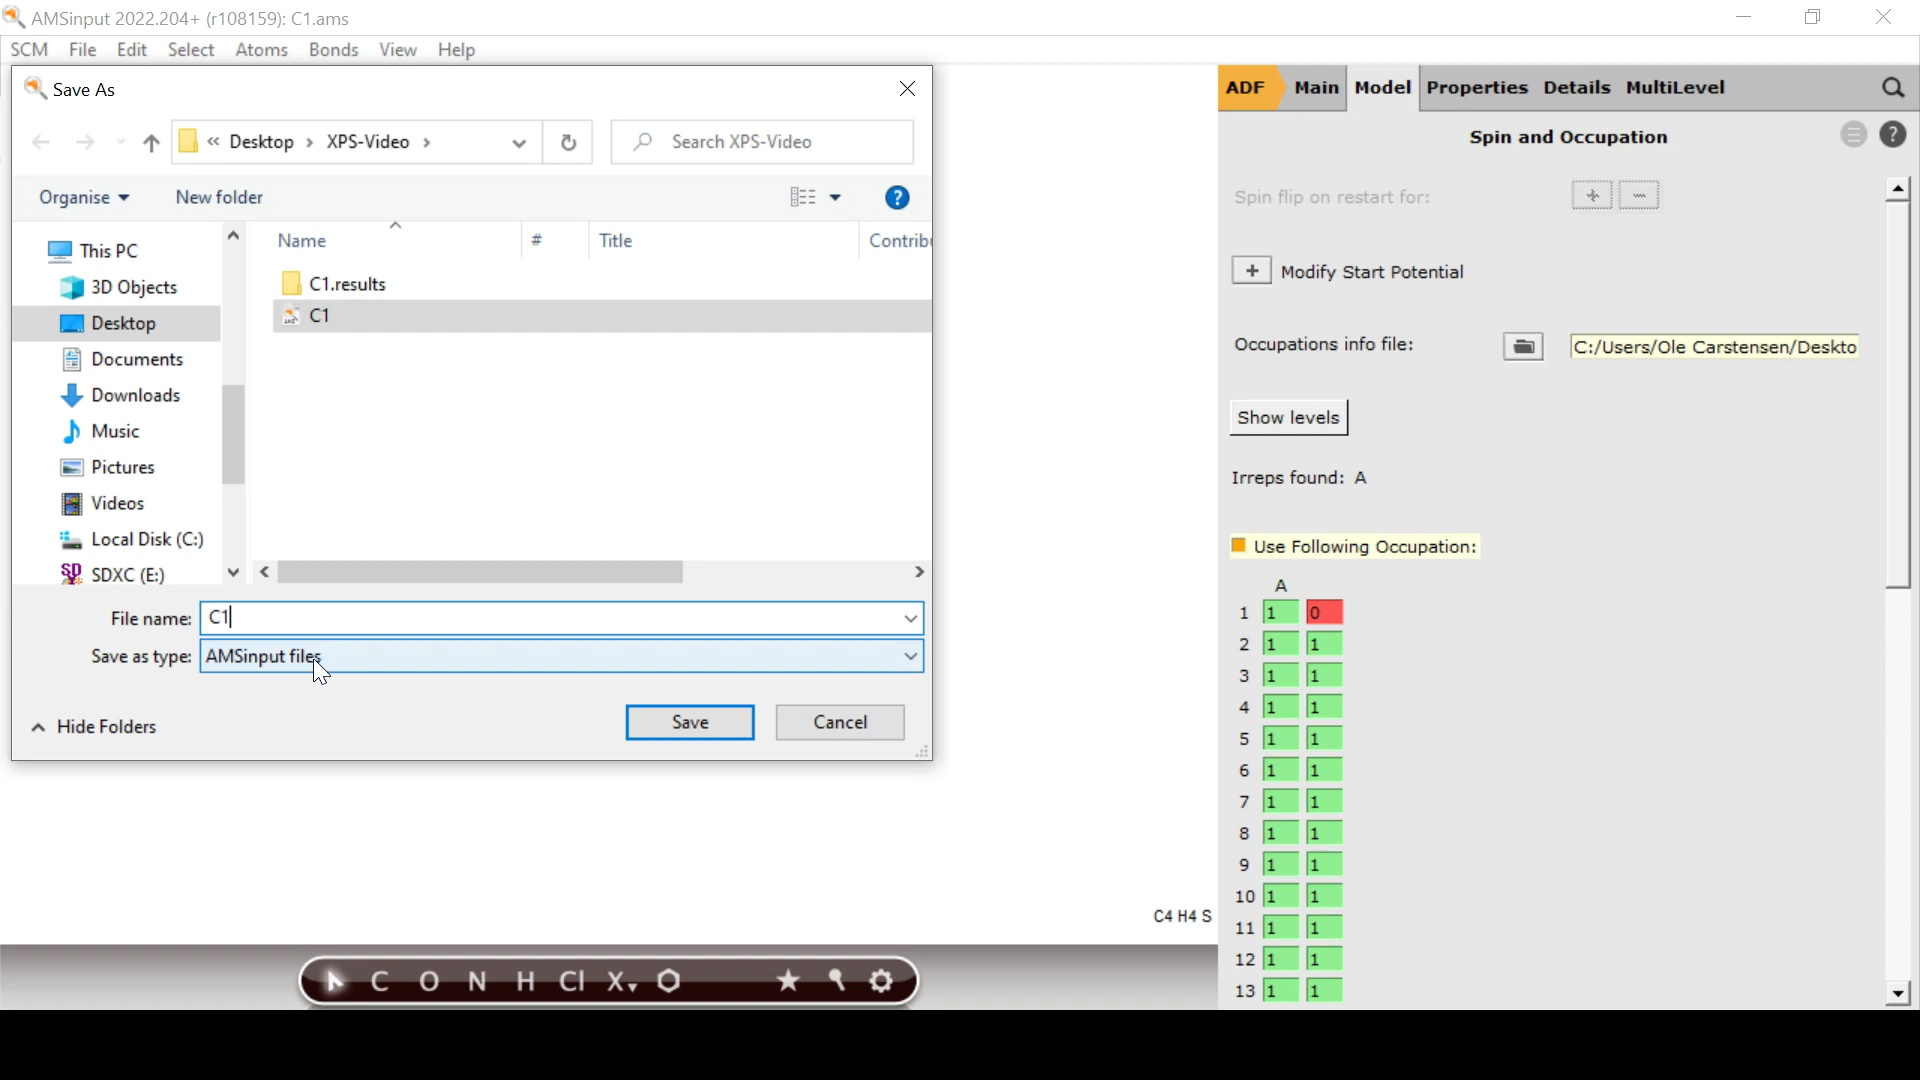 AMSinput 2022.204+ (r108159): C1.ams
SCM File Edit Select Atoms Bonds View Help
Save As
« Desktop › XPS-Video ›
Search XPS-Video
Organise New folder
This PC
3D Objects
Desktop
Documents
Downloads
Music
Pictures
Videos
Local Disk (C:)
SDXC (E:)
Name # Title Contribu
C1.results
C1
File name: C1
Save as type: AMSinput files
Hide Folders
Save Cancel
C4 H4 S
C O N H Cl X
ADF Main Model Properties Details MultiLevel
Spin and Occupation
Spin flip on restart for: + -
+ Modify Start Potential
Occupations info file: C:/Users/Ole Carstensen/Deskto
Show levels
Irreps found: A
Use Following Occupation:
A
1 1 0
2 1 1
3 1 1
4 1 1
5 1 1
6 1 1
7 1 1
8 1 1
9 1 1
10 1 1
11 1 1
12 1 1
13 1 1